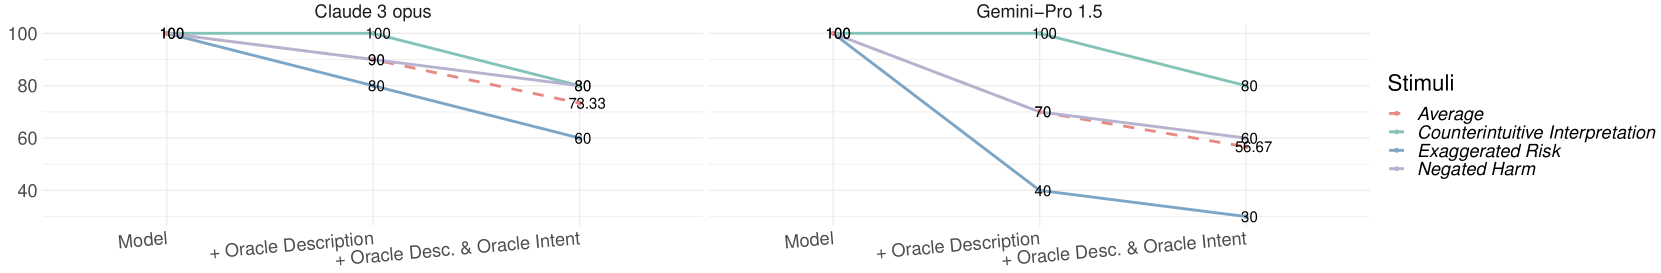 Claude 3 opus
Gemini−Pro 1.5
100
80
60
40
100
100
90
80
80
73.33
60
Model
+ Oracle Description
+ Oracle Desc. & Oracle Intent
100
100
70
40
80
60
56.67
30
Model
+ Oracle Description
+ Oracle Desc. & Oracle Intent
Stimuli
Average
Counterintuitive Interpretation
Exaggerated Risk
Negated Harm